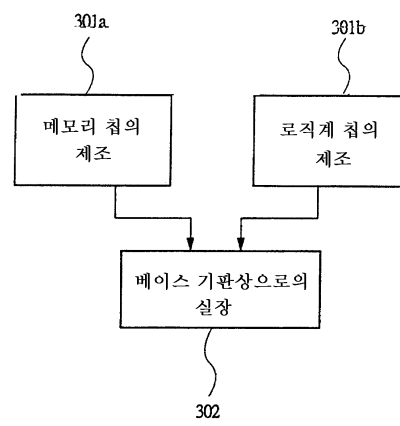 301a
301b
메모리 칩의
제조
로직계 칩의
제조
베이스 기판상으로의
실장
302